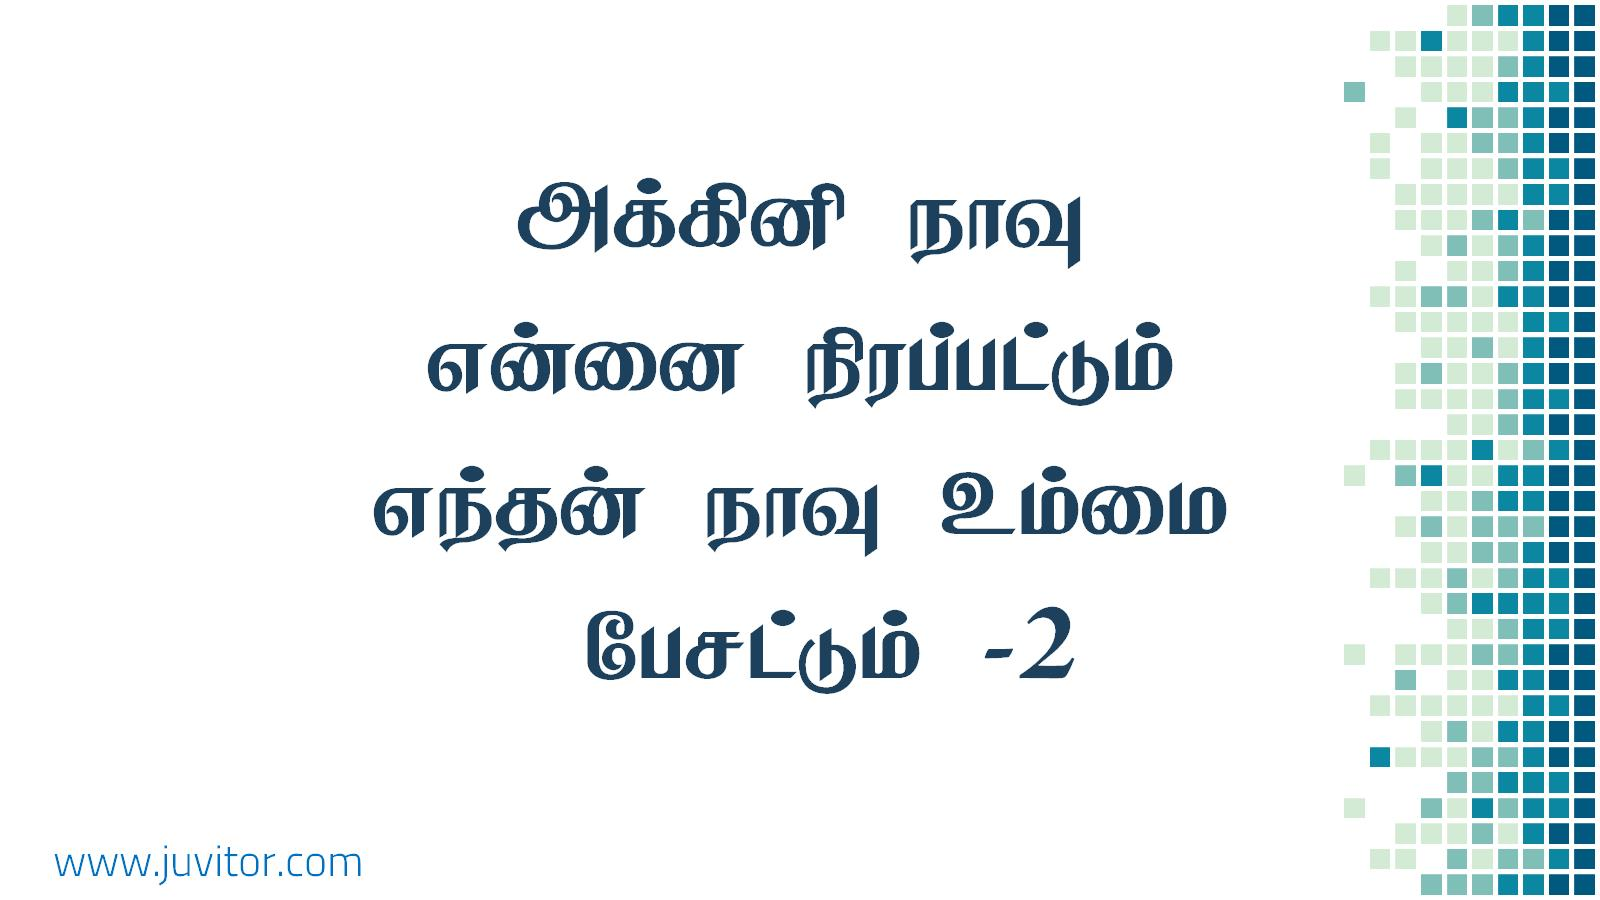 அக்கினி நாவு
என்னை நிரப்பட்டும்
எந்தன் நாவு உம்மை
பேசட்டும் -2
www.juvitor.com